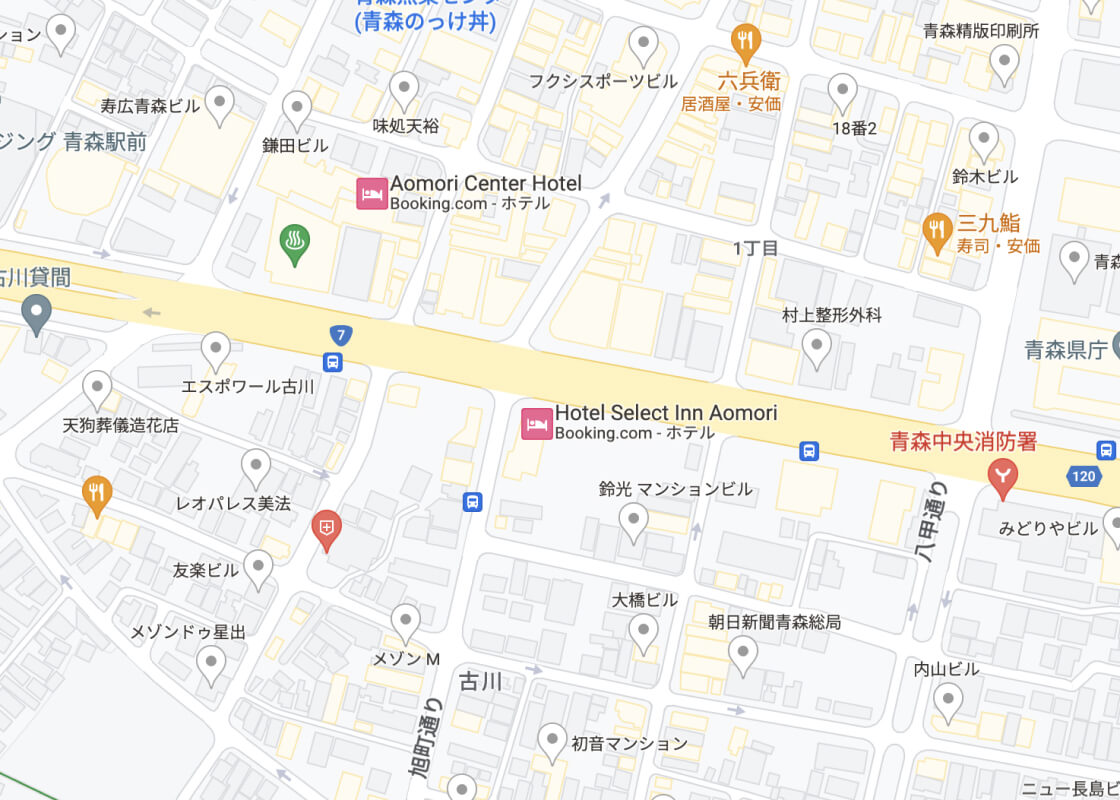 (青森のっけ丼)
ション
青森精版印刷所
フクシスポーツビル
六兵衛
居酒屋・安価
寿広青森ビル
味処天裕
18番2
ジング 青森駅前
鎌田ビル
鈴木ビル
Aomori Center Hotel
Booking.com - ホテル
三九鮨
寿司・安価
1丁目
青森
古川貸間
村上整形外科
7
青森県庁
エスポワール古川
天狗葬儀造花店
Hotel Select Inn Aomori
Booking.com - ホテル
青森中央消防署
120
鈴光 マンションビル
レオパレス美法
八甲通り
みどりやビル
友楽ビル
大橋ビル
朝日新聞青森総局
メゾンドゥ星出
メゾン M
内山ビル
古川
旭町通り
初音マンション
ニュー長島ビ